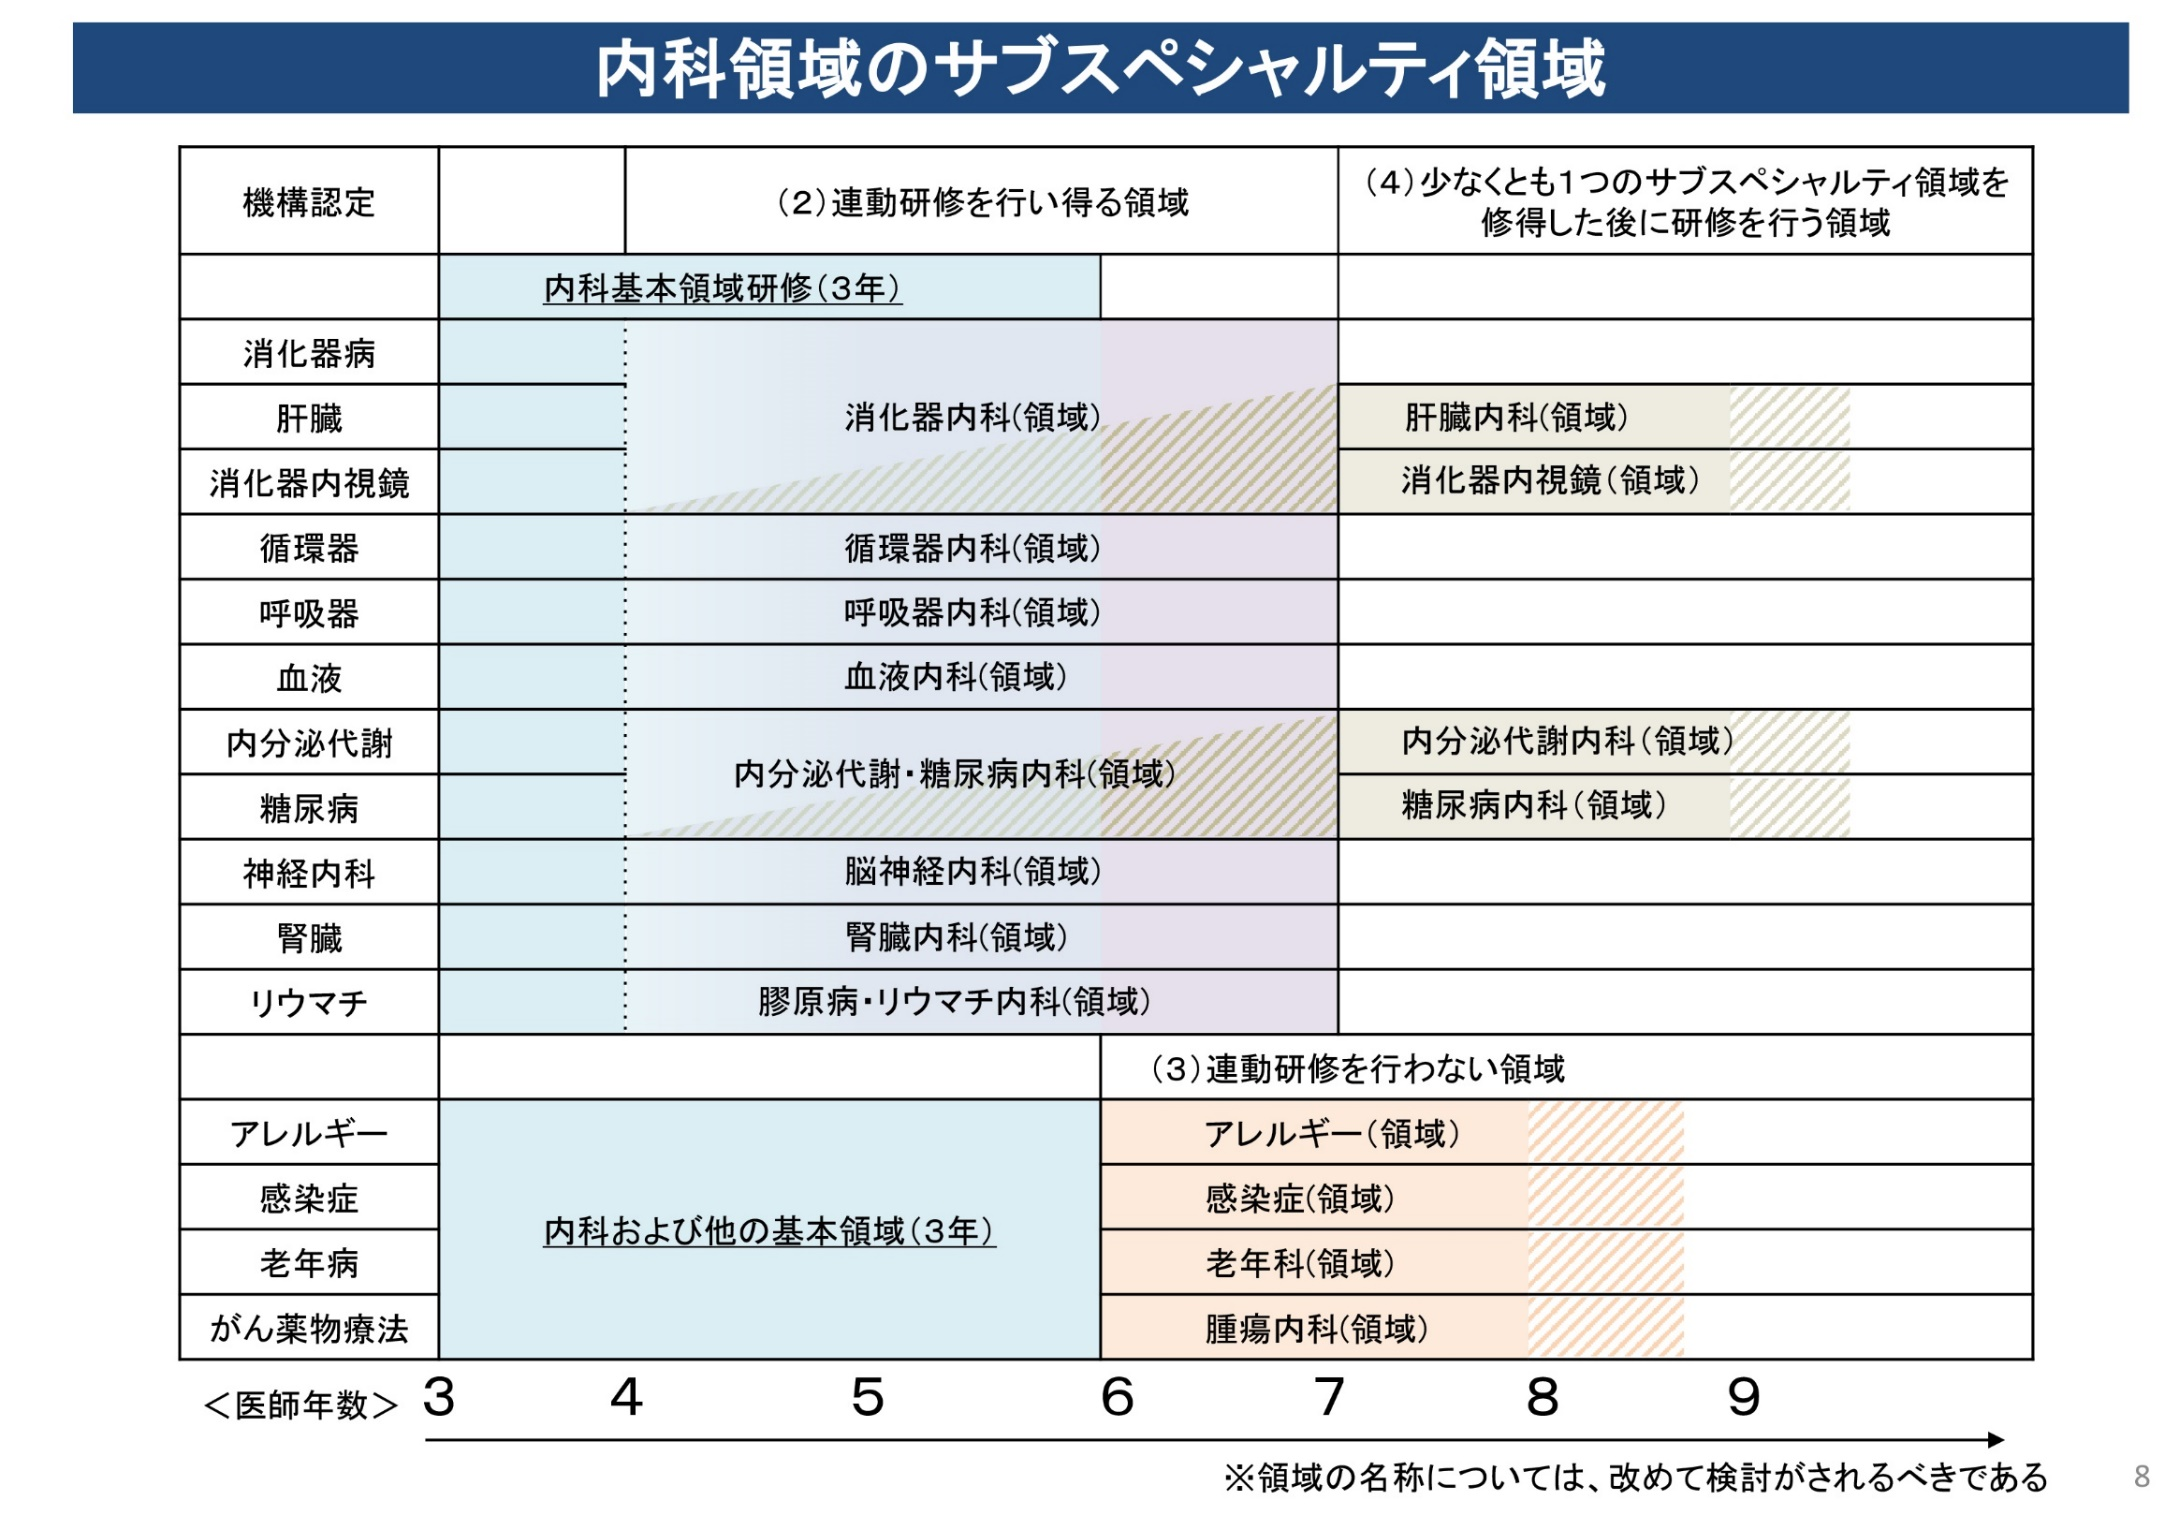 内科領域のサブスペシャルティ領域
機構認定
（２）連動研修を行い得る領域
（４）少なくとも１つのサブスペシャルティ領域を
修得した後に研修を行う領域
内科基本領域研修（３年）
消化器病
肝臓
消化器内科(領域)
肝臓内科(領域)
消化器内視鏡
消化器内視鏡（領域）
循環器
循環器内科(領域)
呼吸器
呼吸器内科(領域)
血液
血液内科(領域)
内分泌代謝
内分泌代謝内科（領域）
内分泌代謝・糖尿病内科(領域)
糖尿病
糖尿病内科（領域）
神経内科
脳神経内科(領域)
腎臓
腎臓内科(領域)
リウマチ
膠原病・リウマチ内科(領域)
（３）連動研修を行わない領域
アレルギー
アレルギー（領域）
感染症
感染症(領域)
内科および他の基本領域（３年）
老年病
老年科(領域)
がん薬物療法
腫瘍内科(領域)
＜医師年数＞ 3 4 5 6 7 8 9
※領域の名称については、改めて検討がされるべきである
8